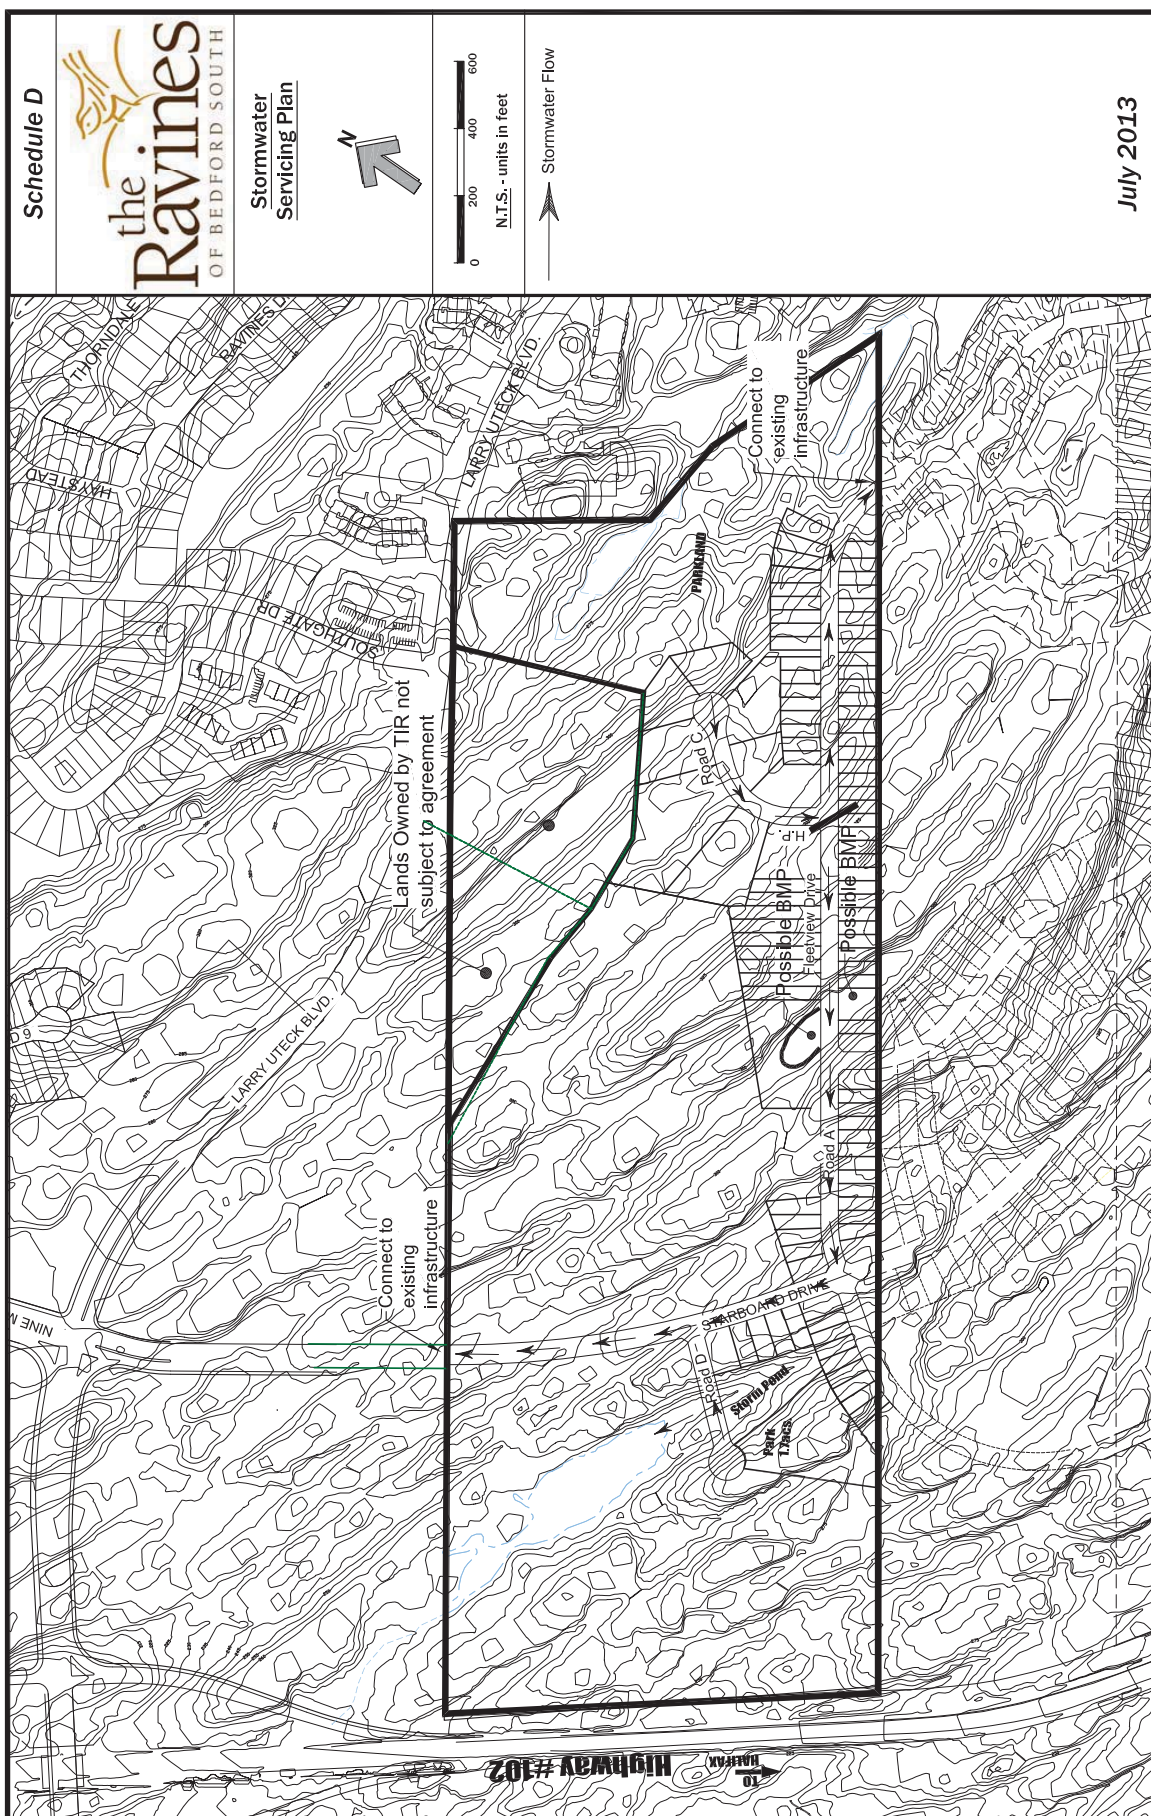 Schedule D
the
Ravines
OF BEDFORD SOUTH
Stormwater
Servicing Plan
N
0 200 400 600
N.T.S. - units in feet
Stormwater Flow
July 2013
THORNDALE
RAVINES D
HAYSTEAD
LARRY UTECK BLVD.
SOUTHGATE DR
Connect to
existing
Infrastructure
PARKLAND
Lands Owned by TIR not
subject to agreement
Road C
H.P.
Possible BMP
Fleetview Drive
Possible BMP
LARRY UTECK BLVD.
Road A
Connect to
existing
infrastructure
NINE M
STARBOARD DRIVE
Road D
Storm Pond
Park
1.7acs
Highway #102
TO
HALIFAX